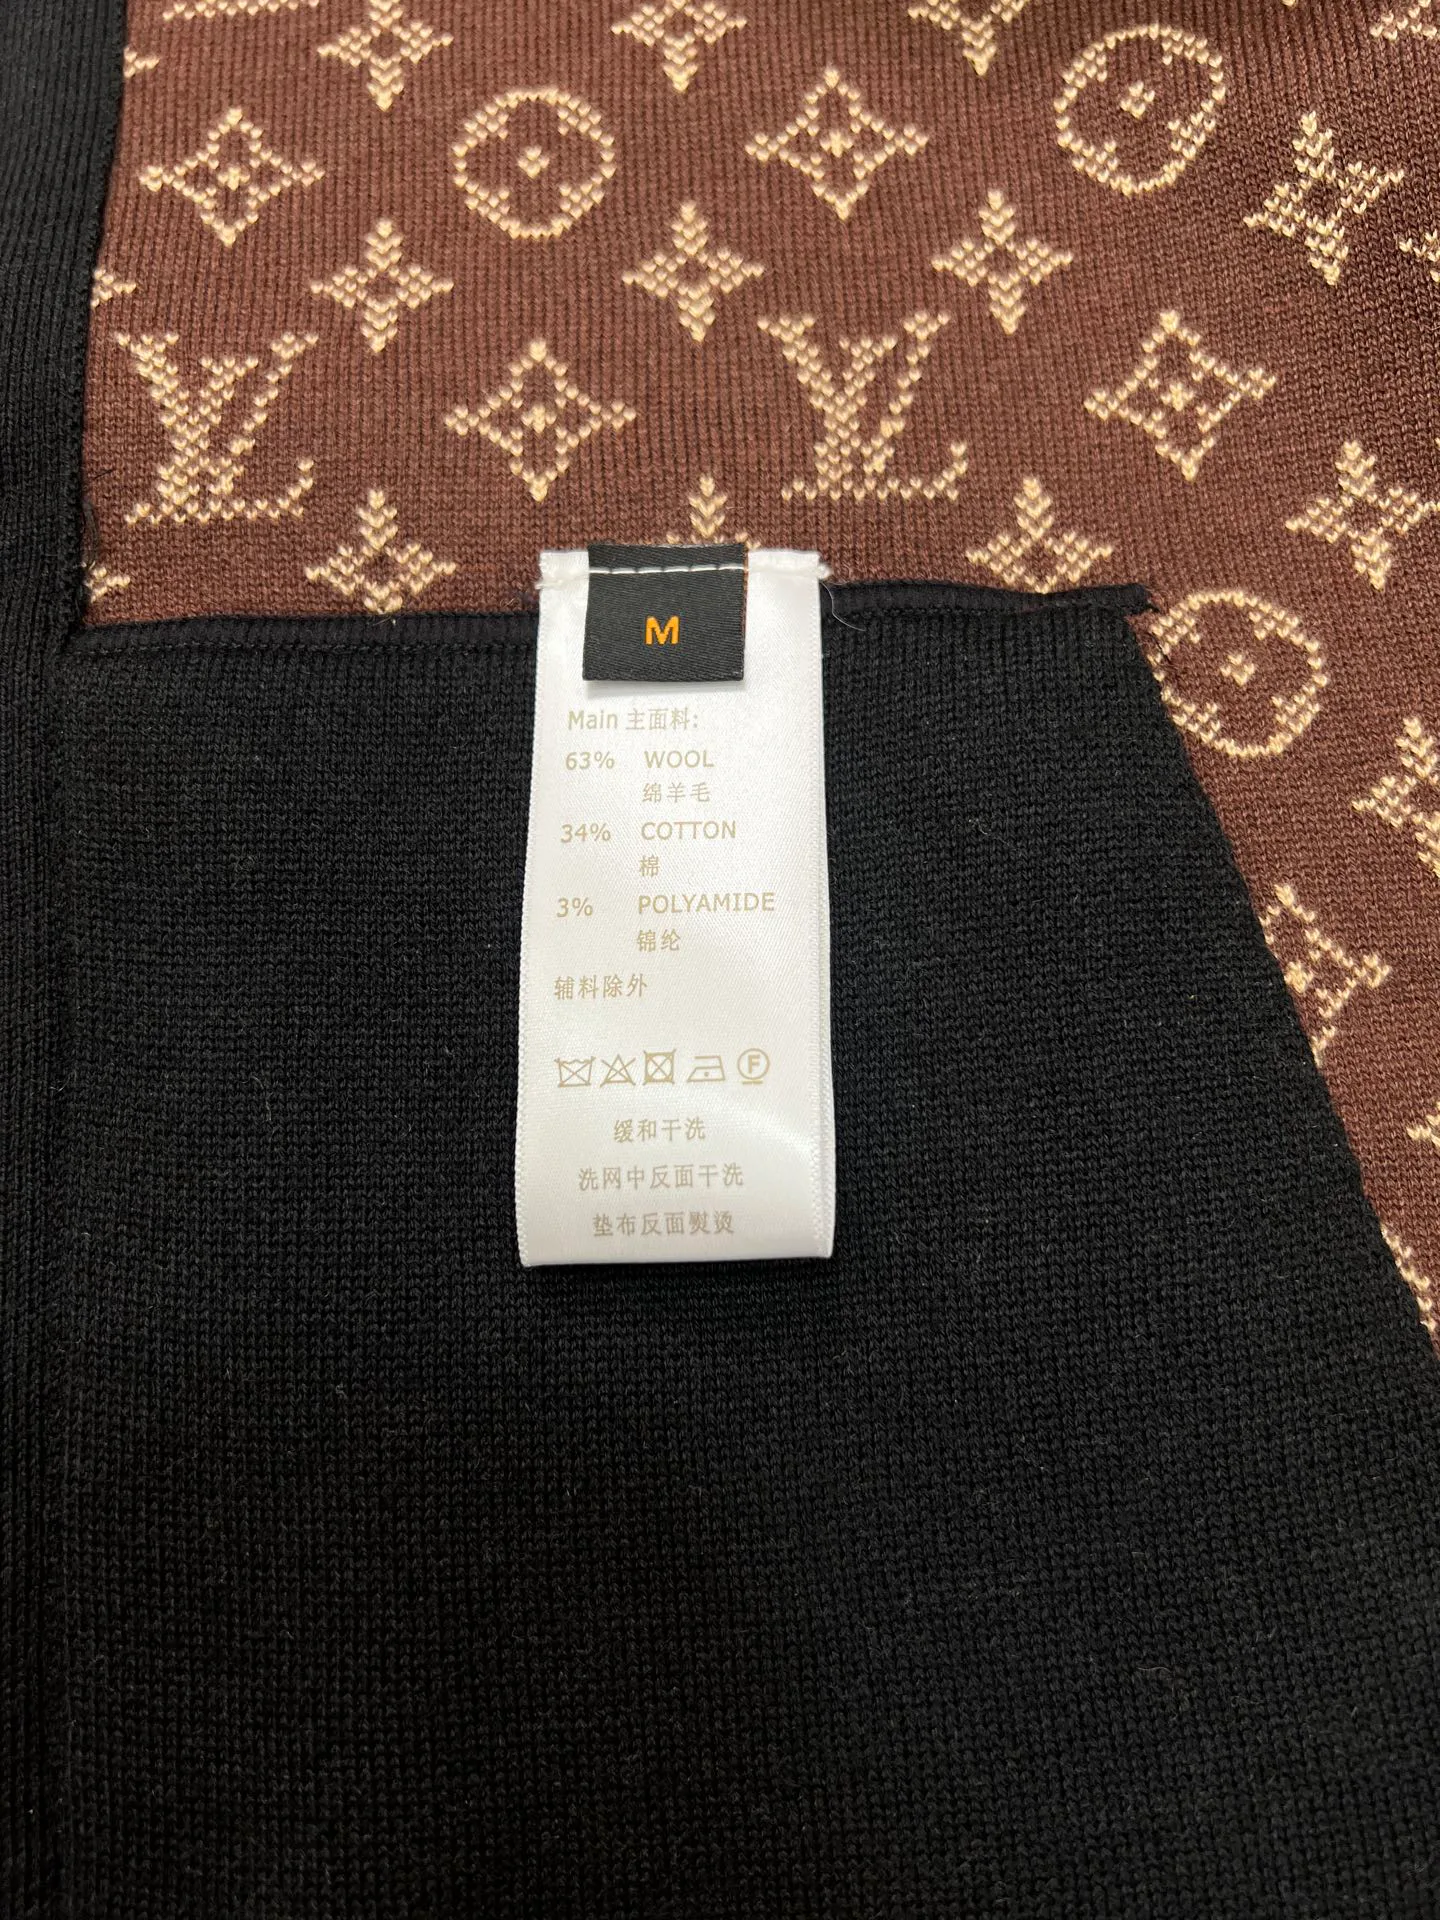 M
Main 主面料:
63% WOOL
绵羊毛
34% COTTON
棉
3% POLYAMIDE
锦纶
辅料除外
F
缓和干洗
洗网中反面干洗
垫布反面熨烫